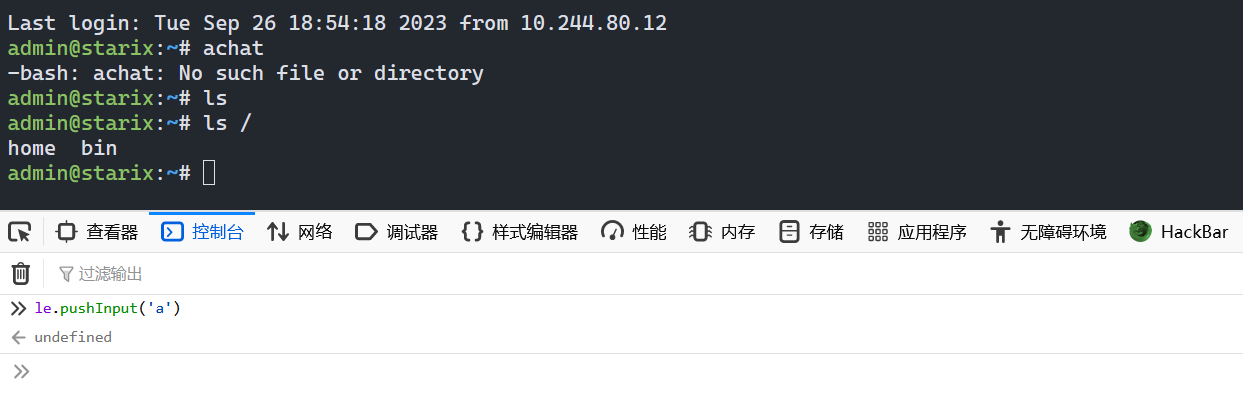 Last login: Tue Sep 26 18:54:18 2023 from 10.244.80.12
admin@starix:~# achat
-bash: achat: No such file or directory
admin@starix:~# ls
admin@starix:~# ls /
home  bin
admin@starix:~#
查看器 控制台 网络 调试器 {} 样式编辑器 性能 内存 存储 应用程序 无障碍环境 HackBar
过滤输出
le.pushInput('a')
undefined